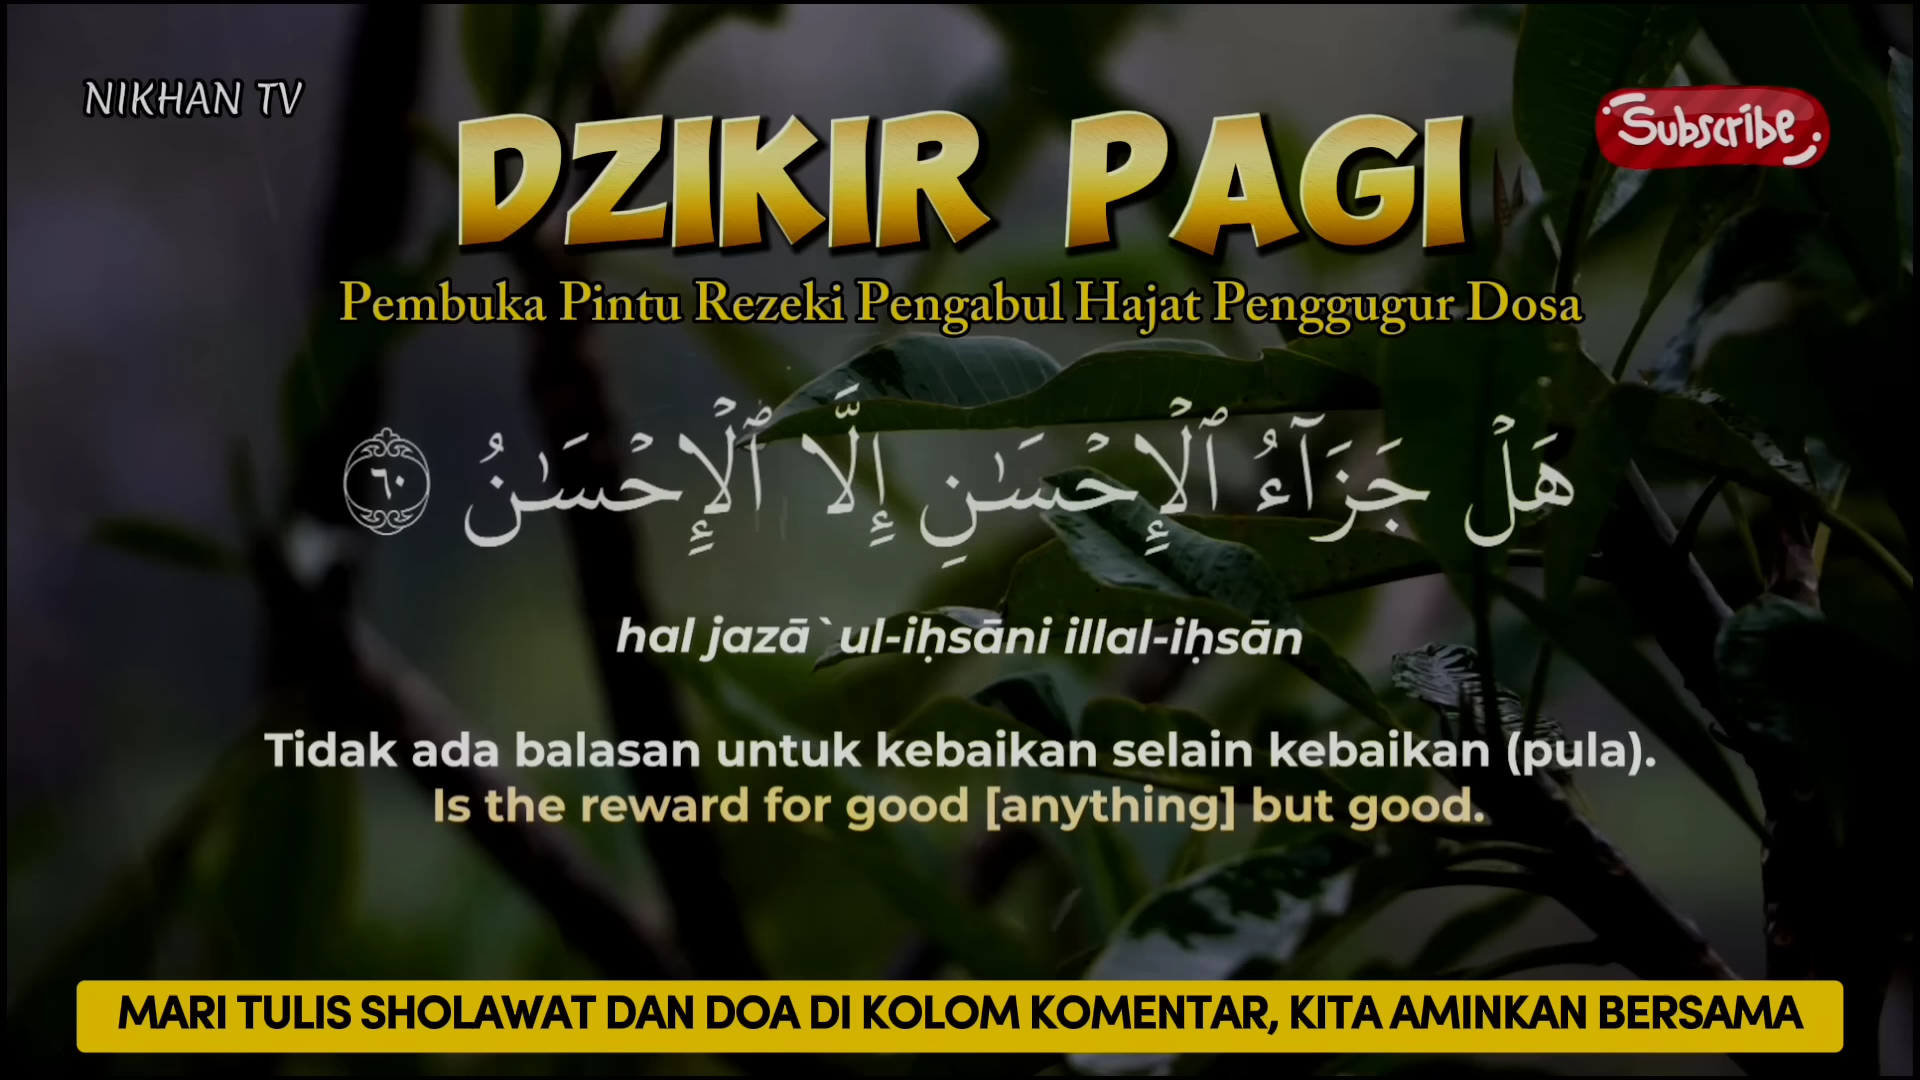 NIKHAN TV
Subscribe
DZIKIR PAGI
Pembuka Pintu Rezeki Pengabul Hajat Penggugur Dosa
هَلْ جَزَآءُ ٱلْإِحْسَـٰنِ إِلَّا ٱلْإِحْسَـٰنُ ٦٠
hal jazā`ul-iḥsāni illal-iḥsān
Tidak ada balasan untuk kebaikan selain kebaikan (pula).
Is the reward for good [anything] but good.
MARI TULIS SHOLAWAT DAN DOA DI KOLOM KOMENTAR, KITA AMINKAN BERSAMA